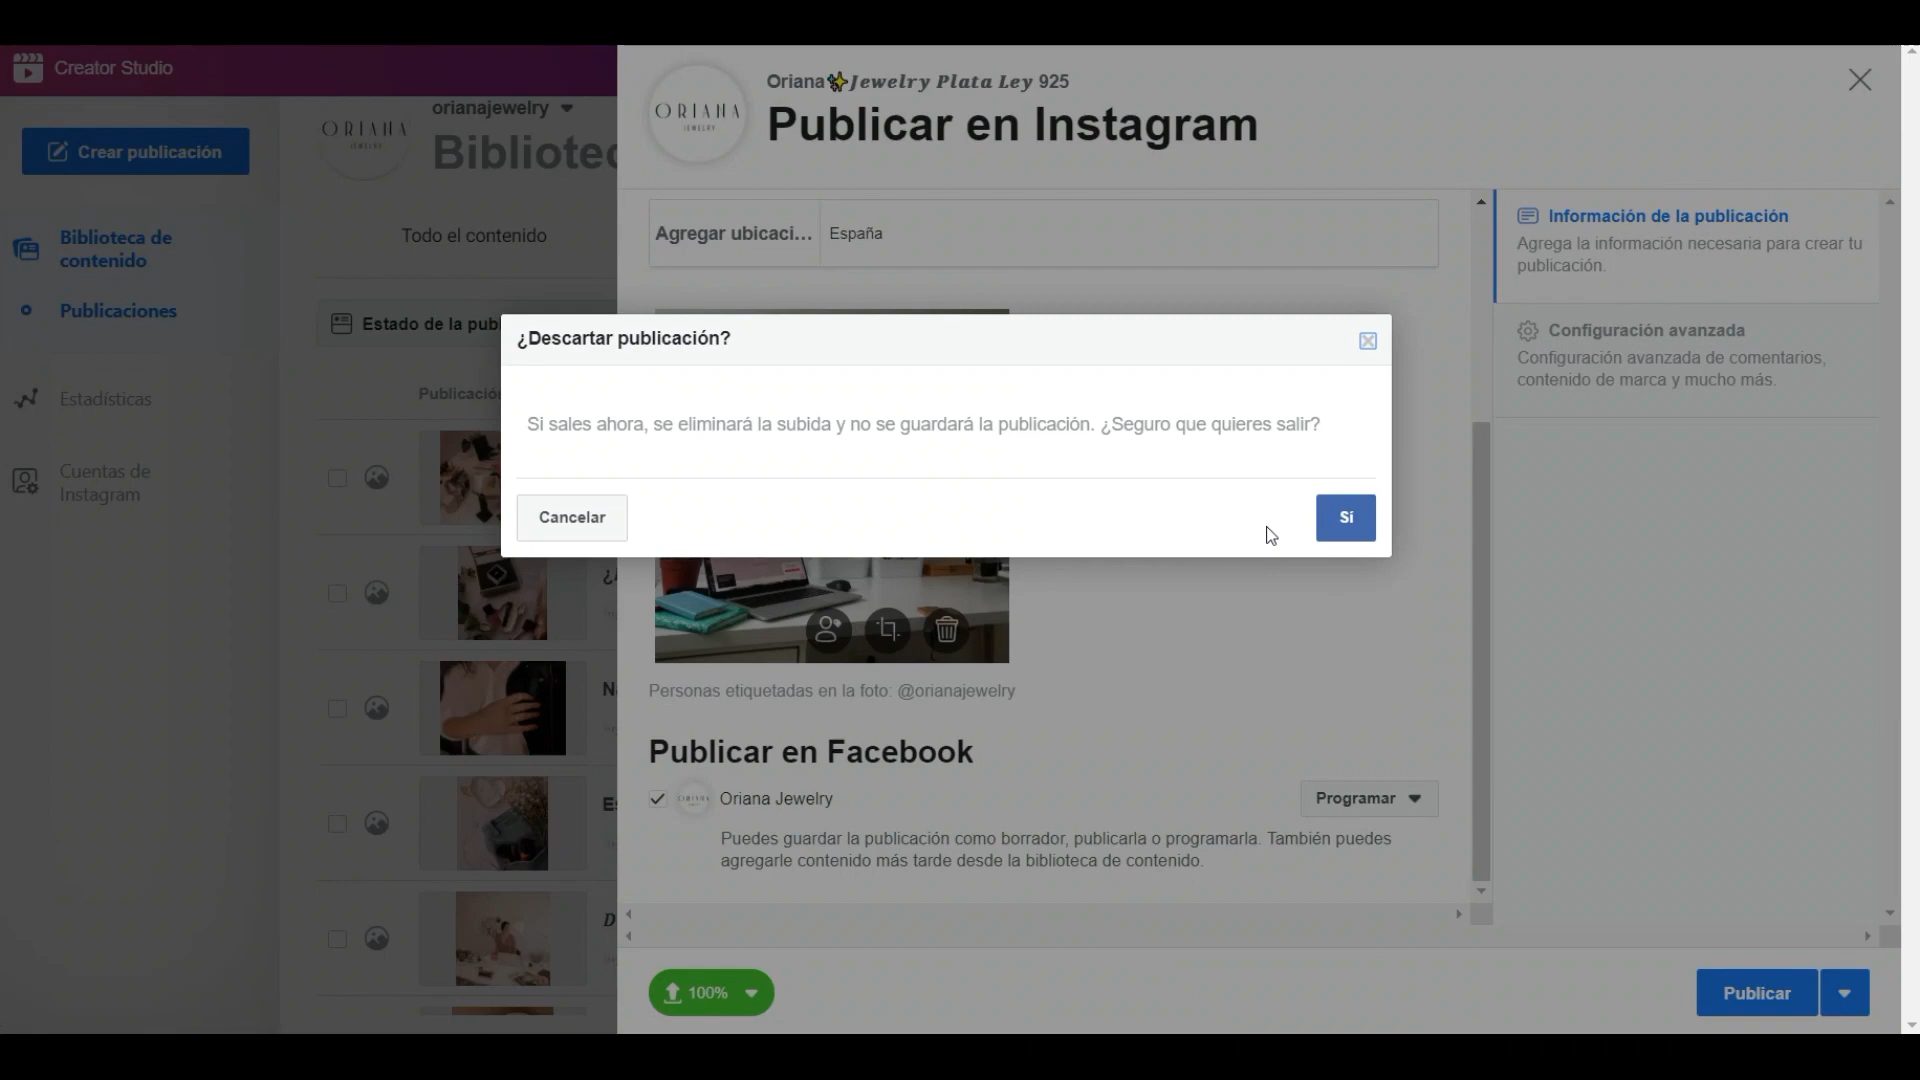 Creator Studio
Crear publicación
Biblioteca de
contenido
Publicaciones
Estadísticas
Cuentas de
Instagram
ORIANA
JEWELRY
orianajewelry
Bibliotec
Todo el contenido
Estado de la pub
Publicación
¿
N
E
D
ORIANA
JEWELRY
Oriana✨Jewelry Plata Ley 925
Publicar en Instagram
Agregar ubicaci... España
¿Descartar publicación?
Si sales ahora, se eliminará la subida y no se guardará la publicación. ¿Seguro que quieres salir?
Cancelar
Sí
Personas etiquetadas en la foto: @orianajewelry
Publicar en Facebook
Oriana Jewelry
Programar
Puedes guardar la publicación como borrador, publicarla o programarla. También puedes
agregarle contenido más tarde desde la biblioteca de contenido.
Información de la publicación
Agrega la información necesaria para crear tu
publicación.
Configuración avanzada
Configuración avanzada de comentarios,
contenido de marca y mucho más.
100%
Publicar